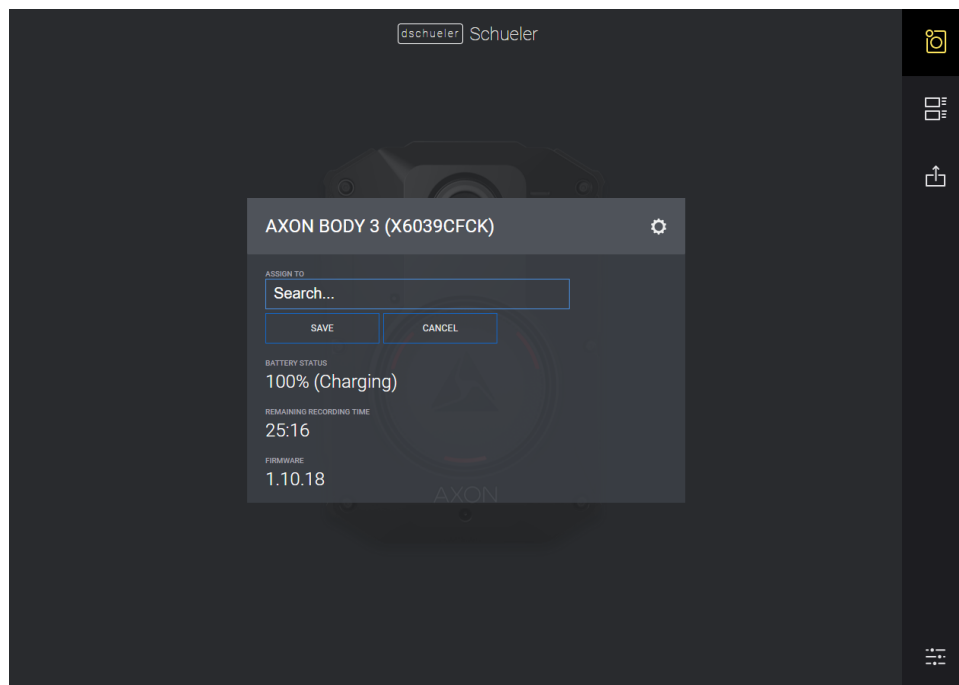 dschueler Schueler
AXON BODY 3 (X6039CFCK)
ASSIGN TO
Search...
SAVE CANCEL
BATTERY STATUS
100% (Charging)
REMAINING RECORDING TIME
25:16
FIRMWARE
1.10.18
AXON